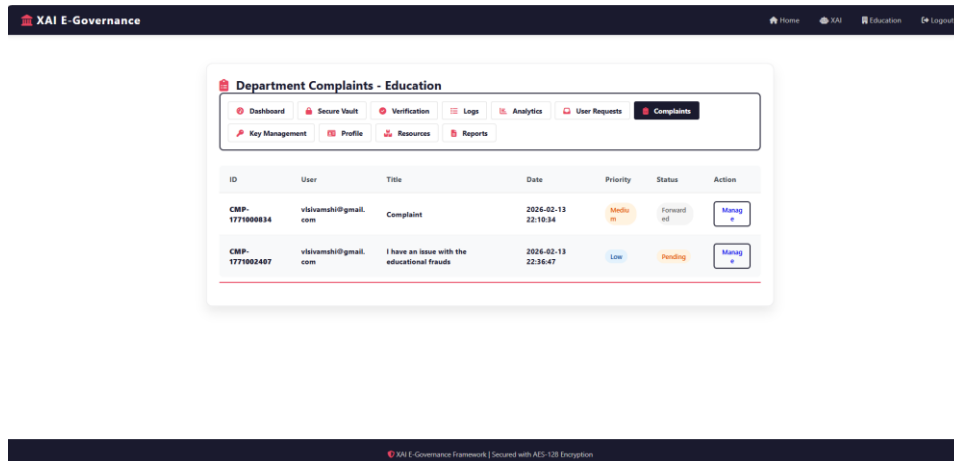 XAI E-Governance
Home XAI Education Logout
Department Complaints - Education
Dashboard Secure Vault Verification Logs Analytics User Requests Complaints
Key Management Profile Resources Reports
ID User Title Date Priority Status Action
CMP-
1771000834
vlsivamshi@gmail.
com
Complaint
2026-02-13
22:10:34
Mediu
m
Forward
ed
Manag
e
CMP-
1771002407
vlsivamshi@gmail.
com
I have an issue with the
educational frauds
2026-02-13
22:36:47
Low
Pending
Manag
e
XAI E-Governance Framework | Secured with AES-128 Encryption